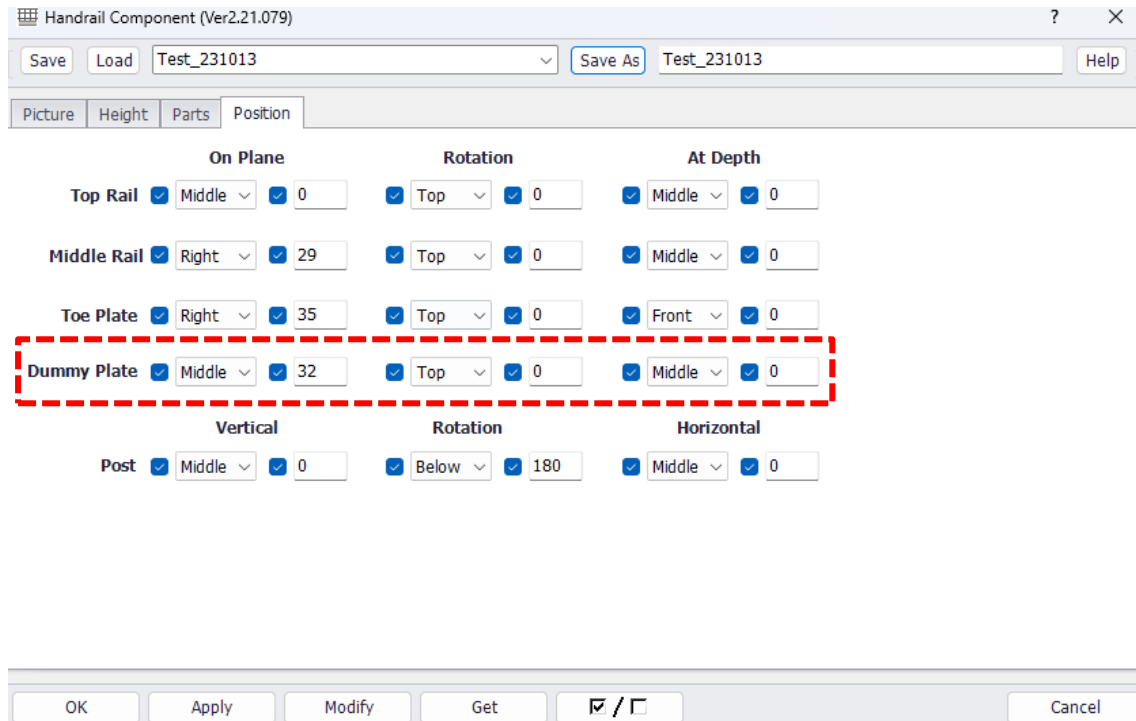 Handrail Component (Ver2.21.079) ?
Save Load Test_231013 Save As Test_231013 Help
Picture Height Parts Position
On Plane Rotation At Depth
Top Rail Middle 0 Top 0 Middle 0
Middle Rail Right 29 Top 0 Middle 0
Toe Plate Right 35 Top 0 Front 0
Dummy Plate Middle 32 Top 0 Middle 0
Vertical Rotation Horizontal
Post Middle 0 Below 180 Middle 0
OK Apply Modify Get / Cancel